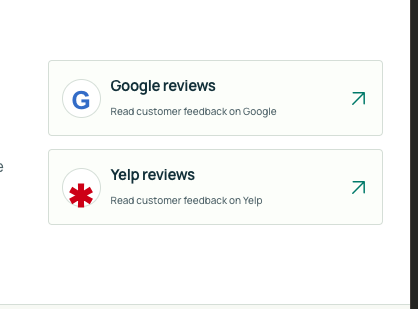 G
Google reviews
Read customer feedback on Google
e
Yelp reviews
Read customer feedback on Yelp